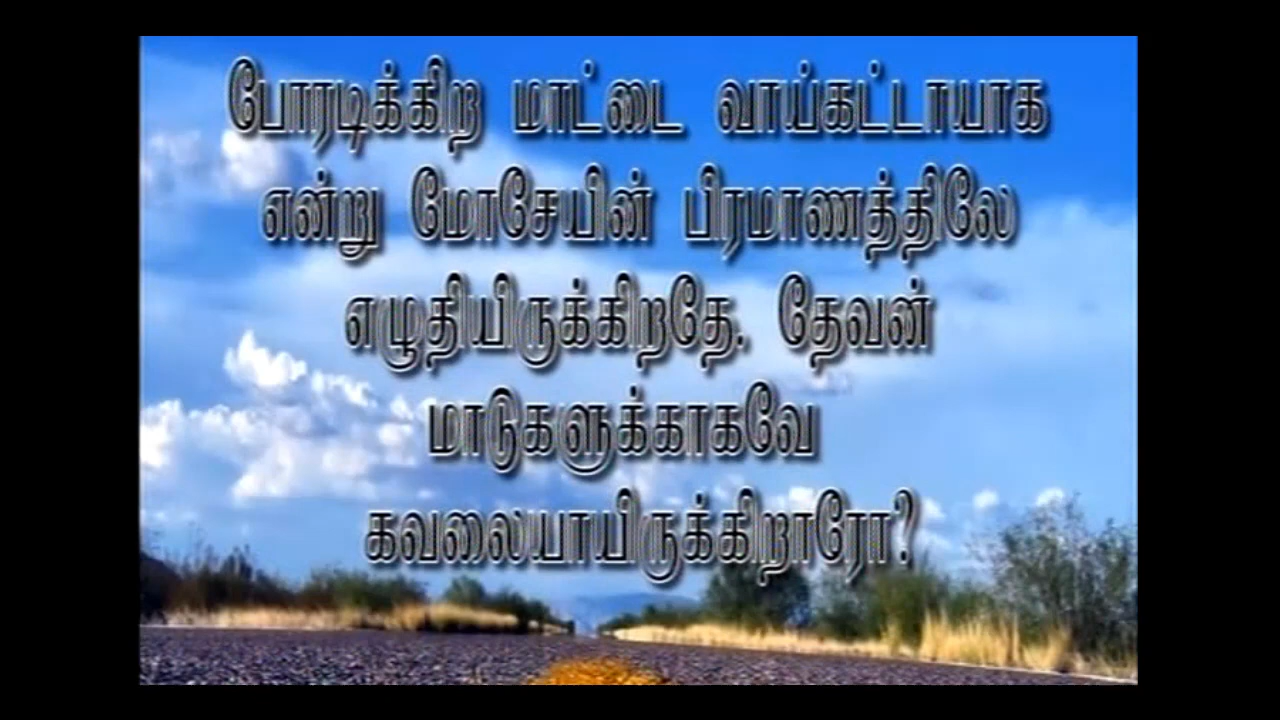 போரடிக்கிற மாட்டை வாய்கட்டாயாக
என்று மோசேயின் பிரமாணத்திலே
எழுதியிருக்கிறதே. தேவன்
மாடுகளுக்காகவே
கவலையாயிருக்கிறாரோ?